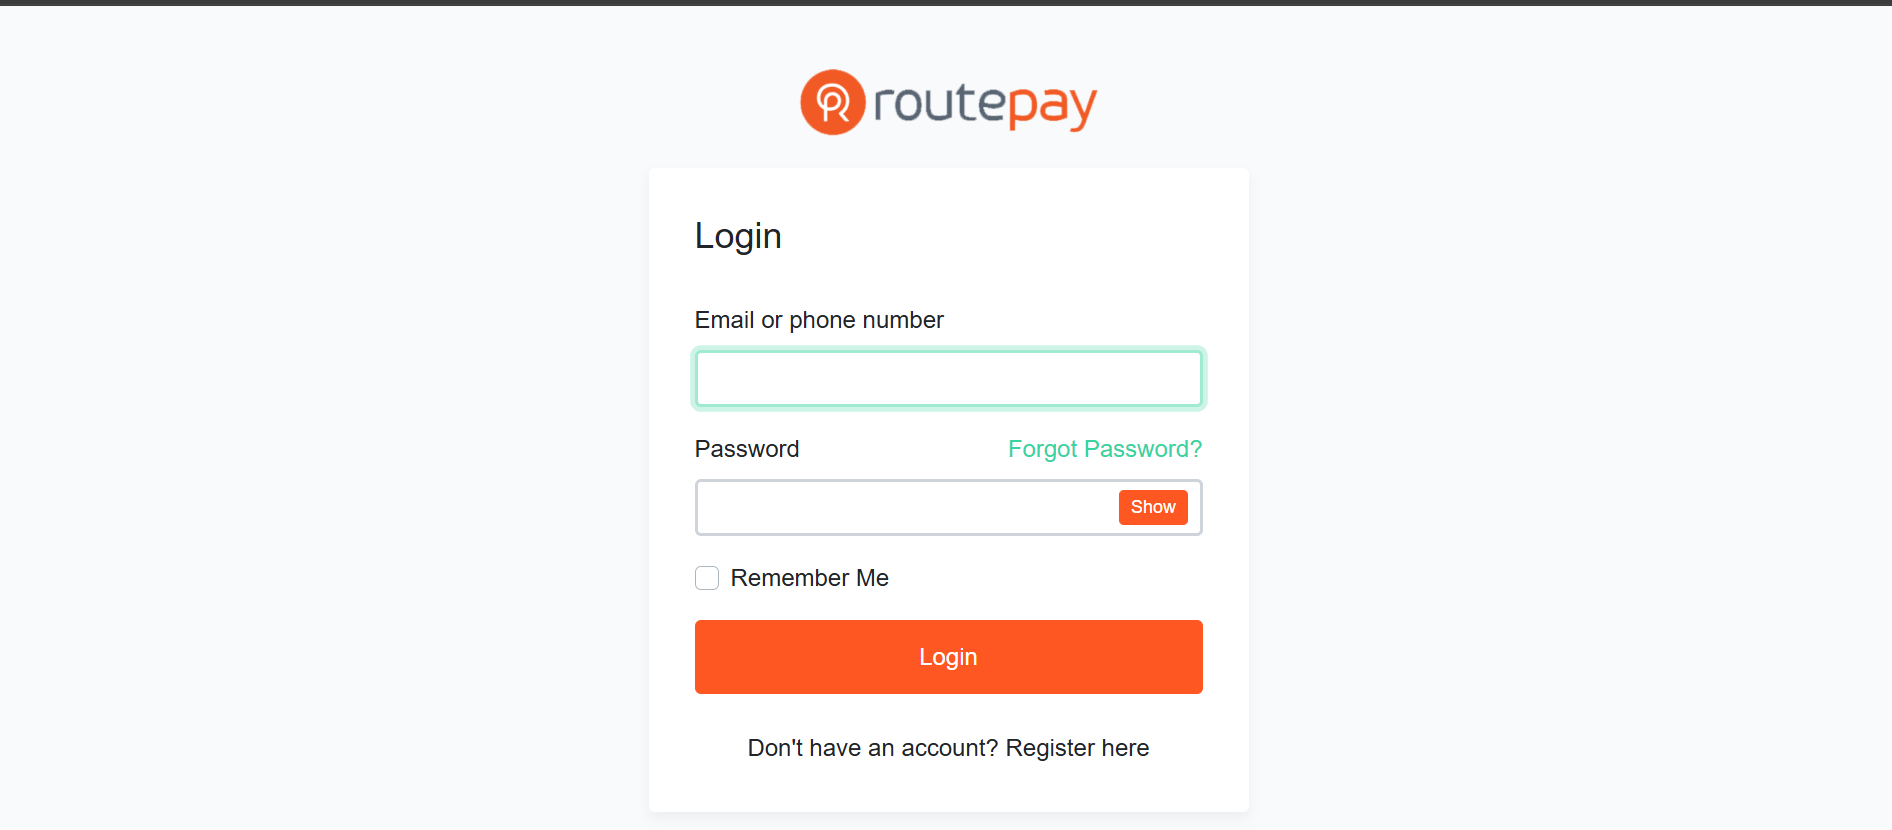 routepay
Login
Email or phone number
Password Forgot Password?
Show
Remember Me
Login
Don't have an account? Register here